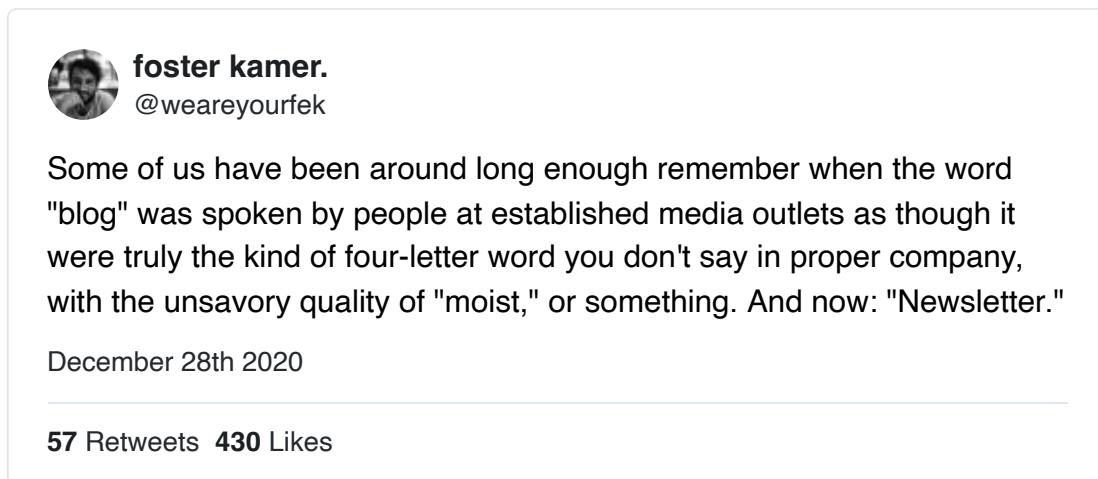 foster kamer.
@weareyourfek
Some of us have been around long enough remember when the word
"blog" was spoken by people at established media outlets as though it
were truly the kind of four-letter word you don't say in proper company,
with the unsavory quality of "moist," or something. And now: "Newsletter."
December 28th 2020
57 Retweets 430 Likes